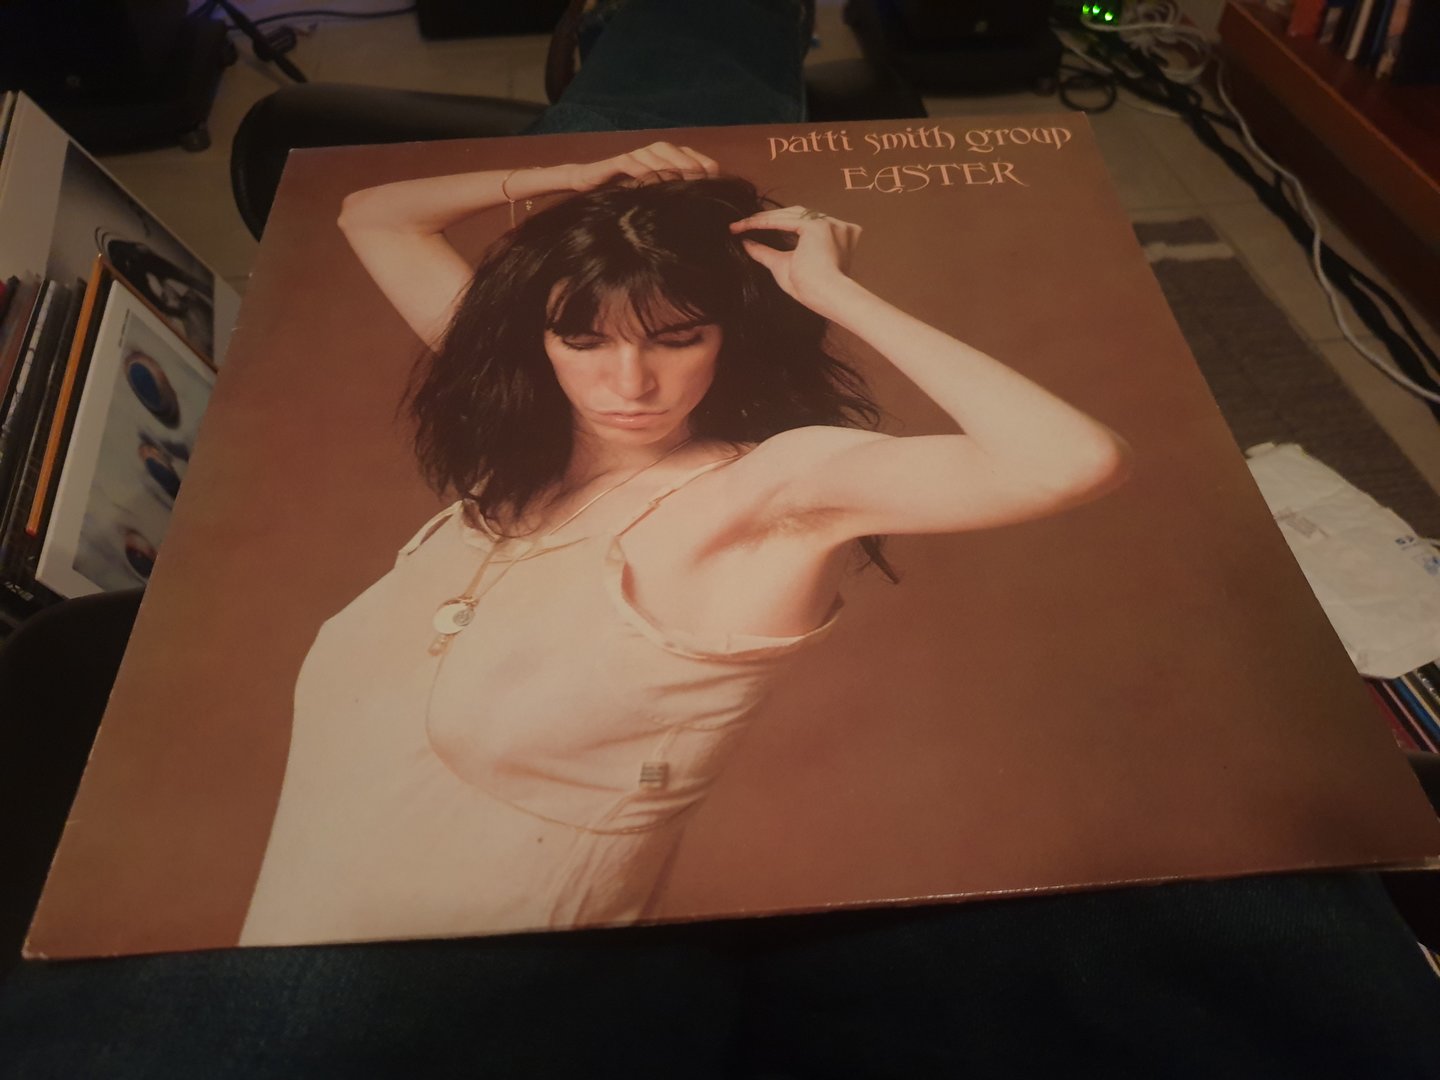 patti smith group
EASTER